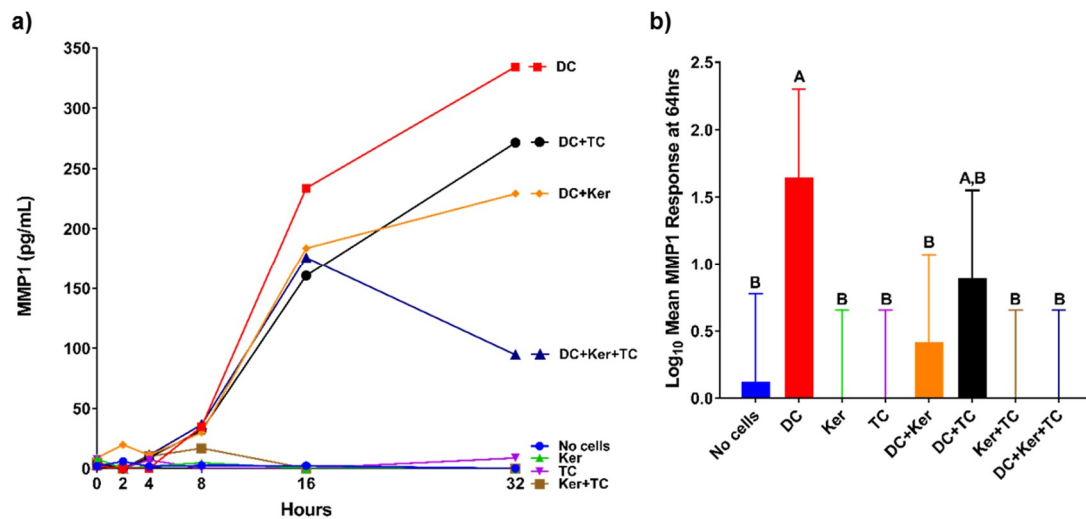 a)
350
300
250
200
150
100
50
0
MMP1 (pg/mL)
0 2 4 8 16 32
Hours
DC
DC+TC
DC+Ker
DC+Ker+TC
No cells
Ker
TC
Ker+TC
b)
2.5
2.0
1.5
1.0
0.5
0.0
Log10 Mean MMP1 Response at 64hrs
B A B B B A,B B B
No cells
DC
Ker
TC
DC+Ker
DC+TC
Ker+TC
DC+Ker+TC